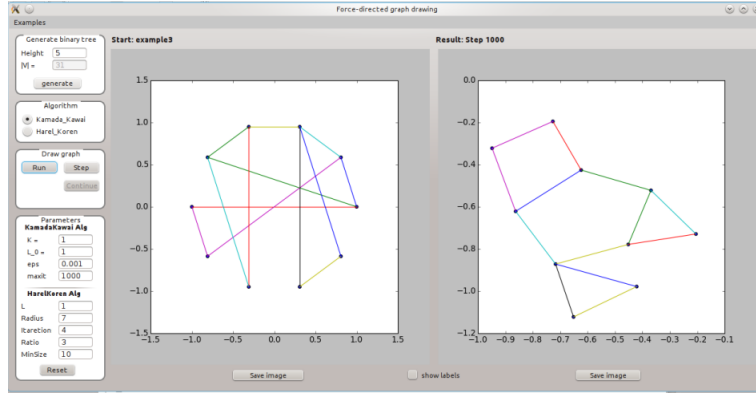 Force-directed graph drawing
Examples
Generate binary tree
Height 5
|V| = 31
generate
Algorithm
Kamada_Kawai
Harel_Koren
Draw graph
Run Step
Continue
Parameters
KamadaKawai Alg
K = 1
L_0 = 1
eps 0.001
maxit 1000
HarelKoren Alg
L 1
Radius 7
Itaretion 4
Ratio 3
MinSize 10
Reset
Start: example3
1.5
1.0
0.5
0.0
−0.5
−1.0
−1.5
−1.5 −1.0 −0.5 0.0 0.5 1.0 1.5
Save image
show labels
Result: Step 1000
0.0
−0.2
−0.4
−0.6
−0.8
−1.0
−1.2
−1.0 −0.9 −0.8 −0.7 −0.6 −0.5 −0.4 −0.3 −0.2 −0.1
Save image